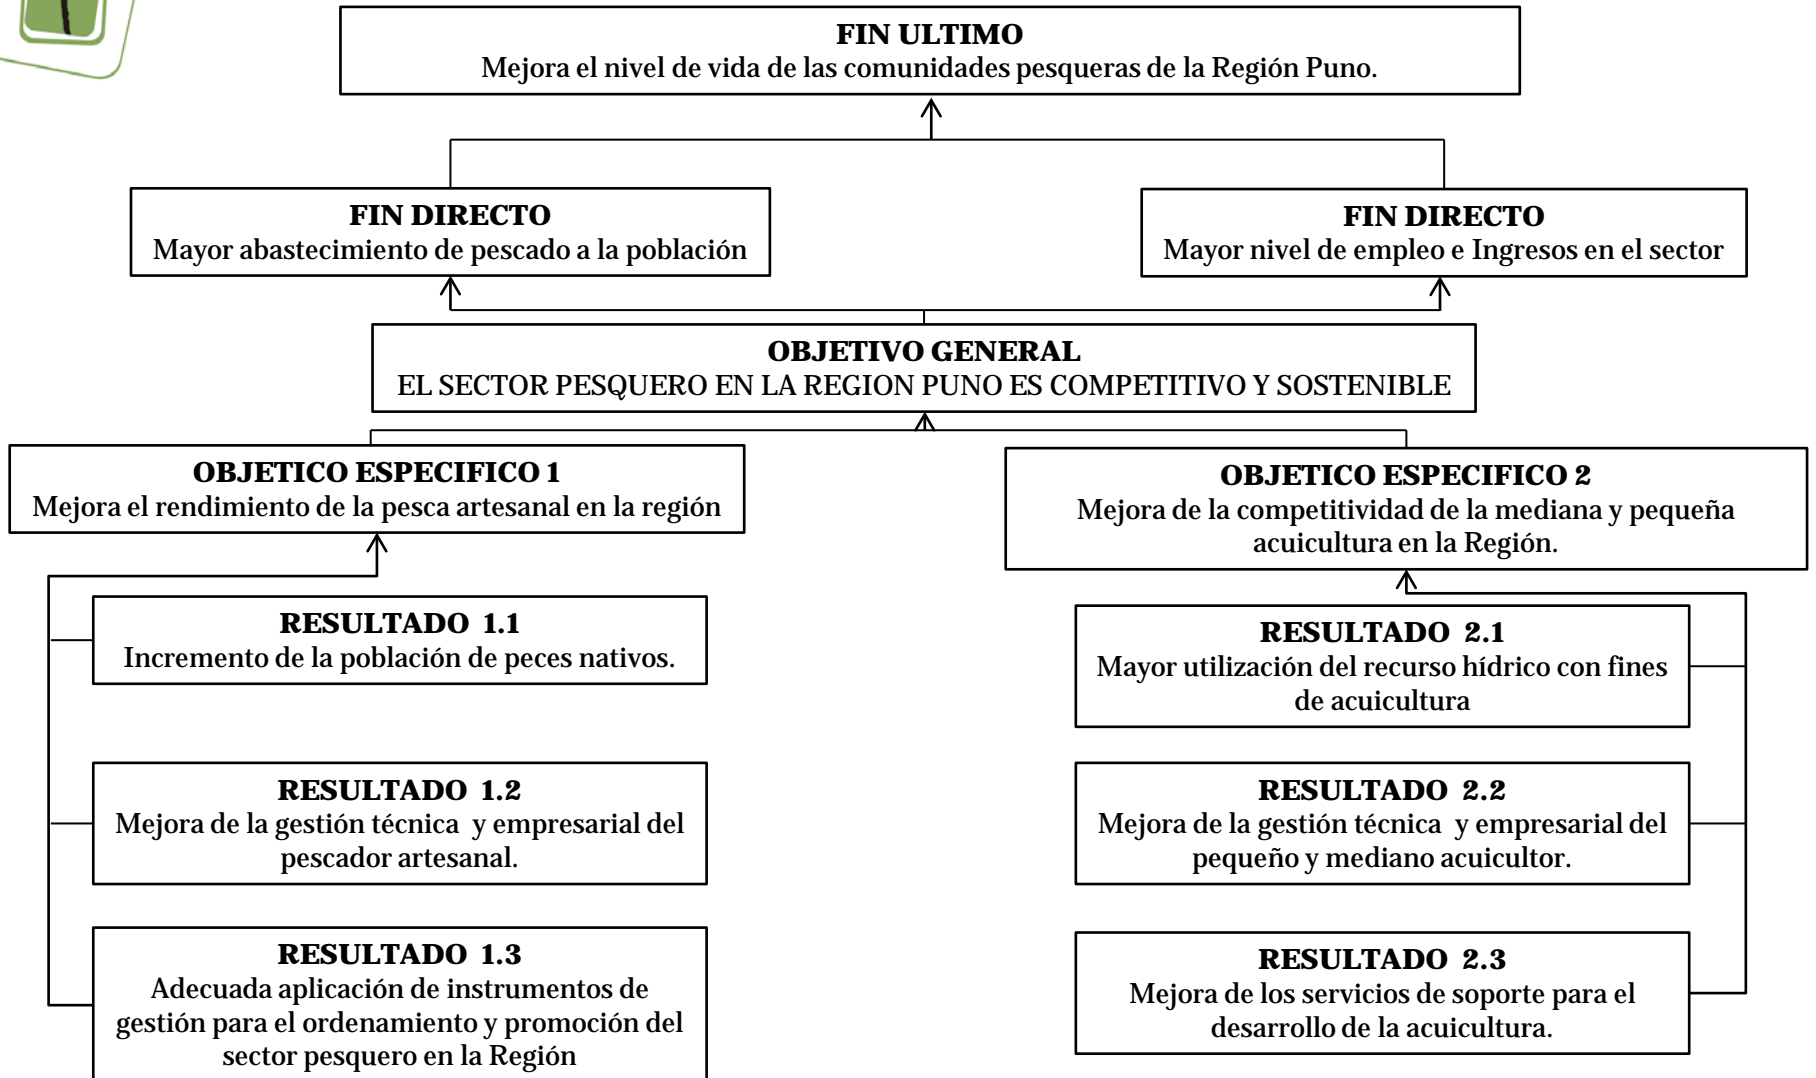 FIN ULTIMO
Mejora el nivel de vida de las comunidades pesqueras de la Región Puno.
FIN DIRECTO
Mayor abastecimiento de pescado a la población
FIN DIRECTO
Mayor nivel de empleo e Ingresos en el sector
OBJETIVO GENERAL
EL SECTOR PESQUERO EN LA REGION PUNO ES COMPETITIVO Y SOSTENIBLE
OBJETICO ESPECIFICO 1
Mejora el rendimiento de la pesca artesanal en la región
OBJETICO ESPECIFICO 2
Mejora de la competitividad de la mediana y pequeña
acuicultura en la Región.
RESULTADO 1.1
Incremento de la población de peces nativos.
RESULTADO 1.2
Mejora de la gestión técnica y empresarial del
pescador artesanal.
RESULTADO 1.3
Adecuada aplicación de instrumentos de
gestión para el ordenamiento y promoción del
sector pesquero en la Región
RESULTADO 2.1
Mayor utilización del recurso hídrico con fines
de acuicultura
RESULTADO 2.2
Mejora de la gestión técnica y empresarial del
pequeño y mediano acuicultor.
RESULTADO 2.3
Mejora de los servicios de soporte para el
desarrollo de la acuicultura.